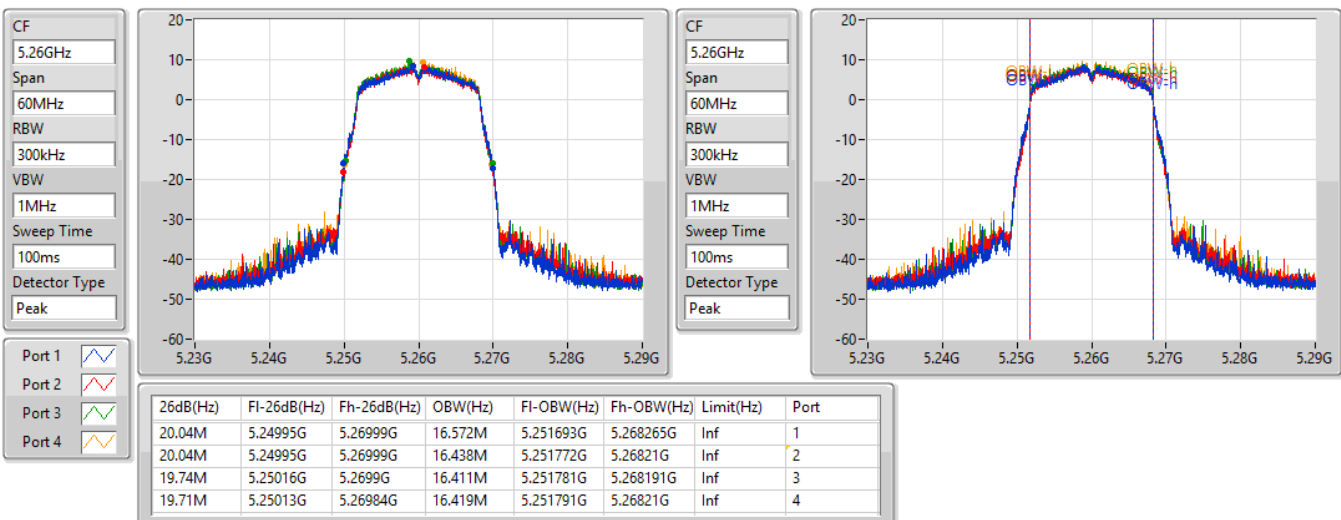 CF
5.26GHz
Span
60MHz
RBW
300kHz
VBW
1MHz
Sweep Time
100ms
Detector Type
Peak
20
10
0
-10
-20
-30
-40
-50
-60
5.23G 5.24G 5.25G 5.26G 5.27G 5.28G 5.29G
CF
5.26GHz
Span
60MHz
RBW
300kHz
VBW
1MHz
Sweep Time
100ms
Detector Type
Peak
20
10
0
-10
-20
-30
-40
-50
-60
OBW-h
5.23G 5.24G 5.25G 5.26G 5.27G 5.28G 5.29G
Port 1
Port 2
Port 3
Port 4
26dB(Hz) Fl-26dB(Hz) Fh-26dB(Hz) OBW(Hz) Fl-OBW(Hz) Fh-OBW(Hz) Limit(Hz) Port
20.04M 5.24995G 5.26999G 16.572M 5.251693G 5.268265G Inf 1
20.04M 5.24995G 5.26999G 16.438M 5.251772G 5.26821G Inf 2
19.74M 5.25016G 5.2699G 16.411M 5.251781G 5.268191G Inf 3
19.71M 5.25013G 5.26984G 16.419M 5.251791G 5.26821G Inf 4